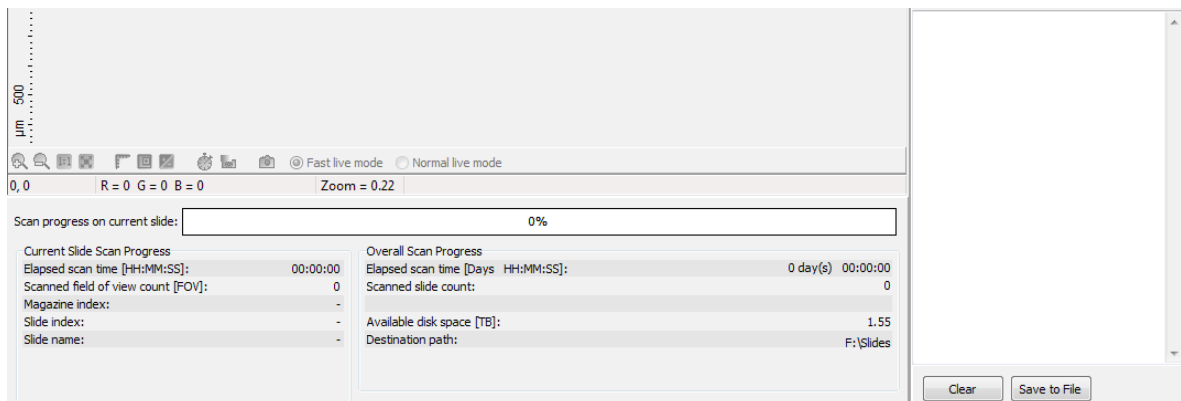 500
µm
1:1
Fast live mode Normal live mode
0, 0 R = 0 G = 0 B = 0 Zoom = 0.22
Scan progress on current slide: 0%
Current Slide Scan Progress
Elapsed scan time [HH:MM:SS]: 00:00:00
Scanned field of view count [FOV]: 0
Magazine index: -
Slide index: -
Slide name: -
Overall Scan Progress
Elapsed scan time [Days HH:MM:SS]: 0 day(s) 00:00:00
Scanned slide count: 0
Available disk space [TB]: 1.55
Destination path: F:\Slides
Clear Save to File